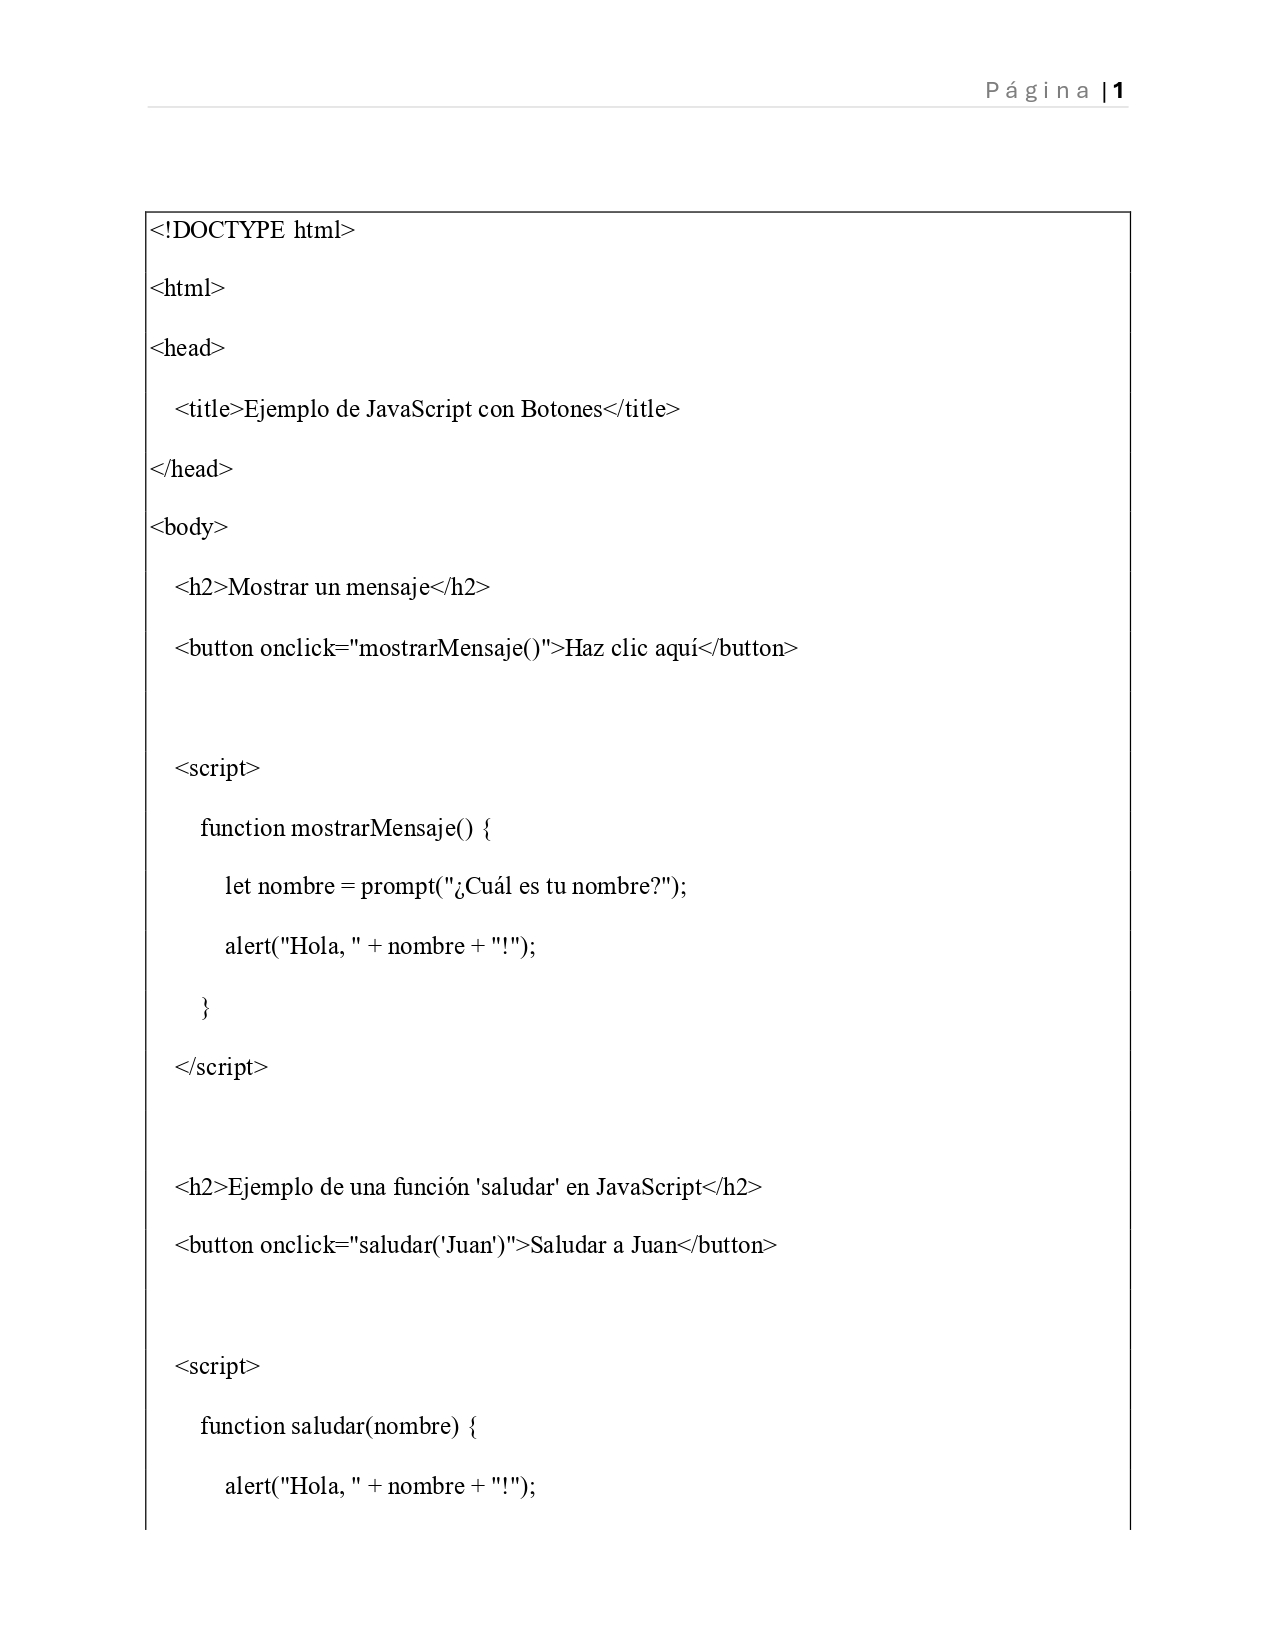 Página |1
<!DOCTYPE html>
<html>
<head>
    <title>Ejemplo de JavaScript con Botones</title>
</head>
<body>
    <h2>Mostrar un mensaje</h2>
    <button onclick="mostrarMensaje()">Haz clic aquí</button>
    <script>
        function mostrarMensaje() {
            let nombre = prompt("¿Cuál es tu nombre?");
            alert("Hola, " + nombre + "!");
        }
    </script>
    <h2>Ejemplo de una función 'saludar' en JavaScript</h2>
    <button onclick="saludar('Juan')">Saludar a Juan</button>
    <script>
        function saludar(nombre) {
            alert("Hola, " + nombre + "!");